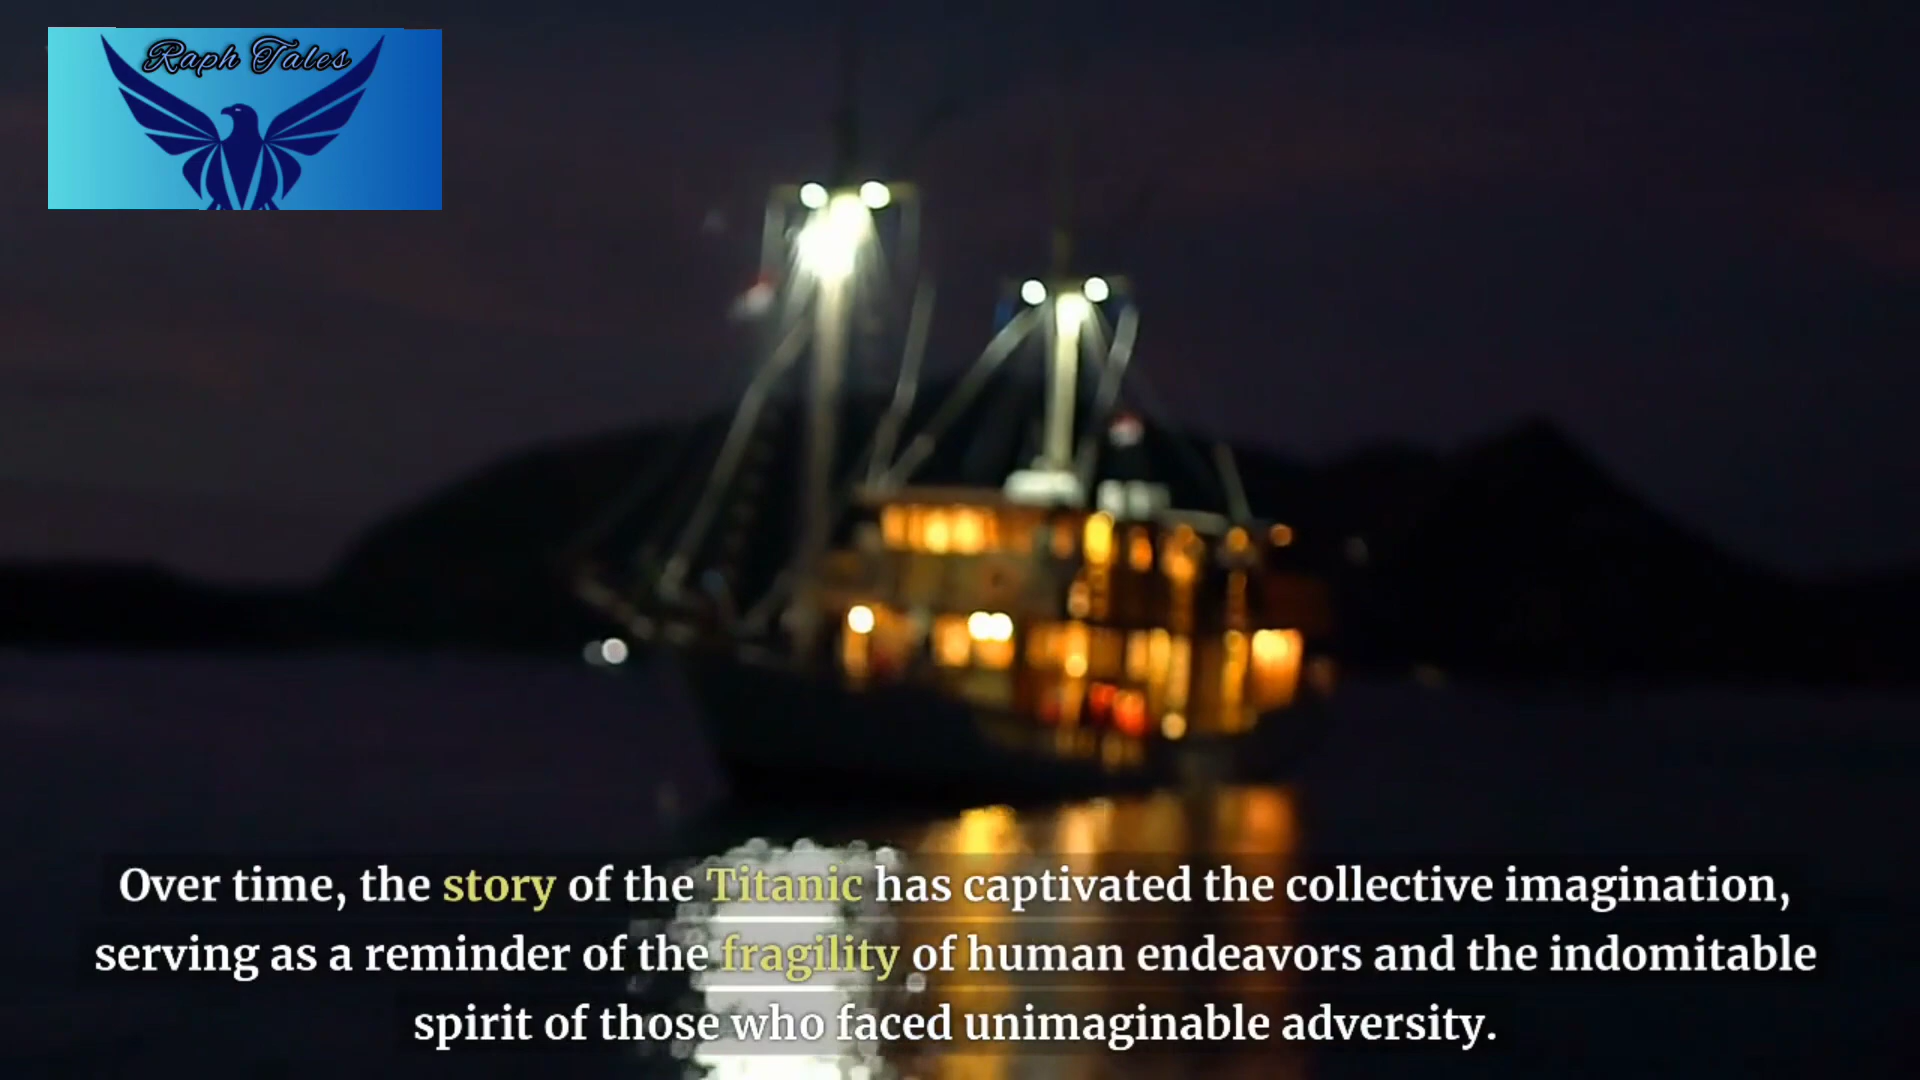 Raph Tales
Over time, the story of the Titanic has captivated the collective imagination,
serving as a reminder of the fragility of human endeavors and the indomitable
spirit of those who faced unimaginable adversity.